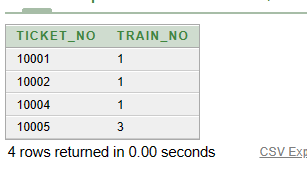 TICKET_NO TRAIN_NO
10001 1
10002 1
10004 1
10005 3
4 rows returned in 0.00 seconds CSV Exp